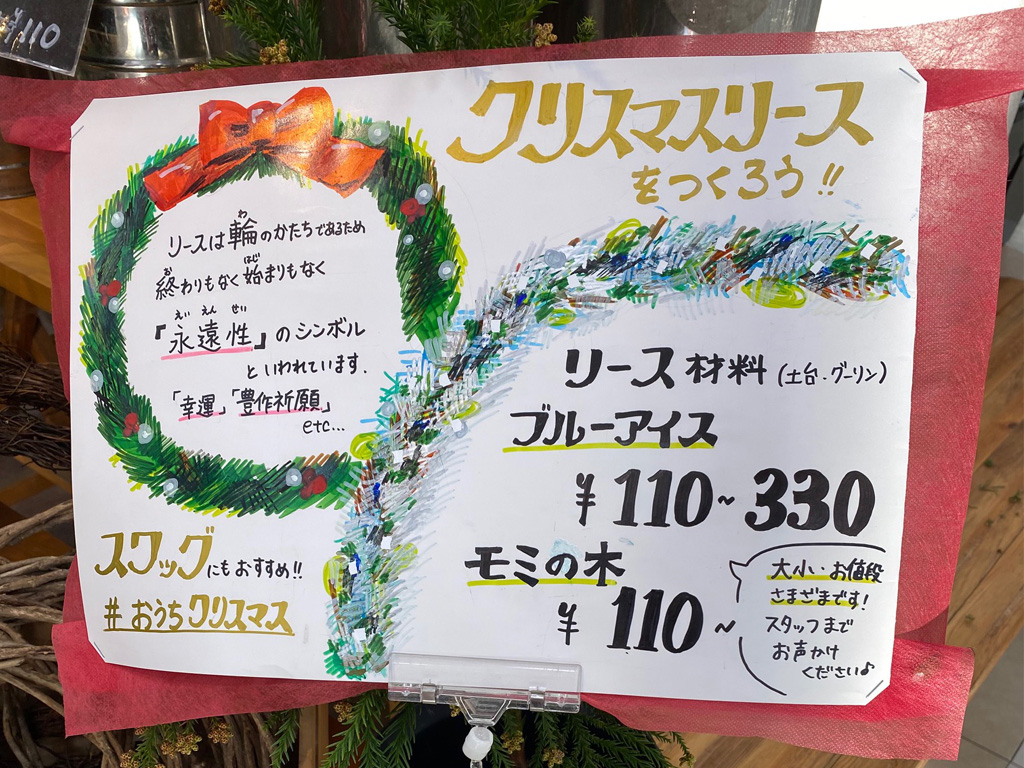 ¥110
クリスマスリース
をつくろう!!
リースは輪のかたちであるため
終わりもなく始まりもなく
『永遠性』のシンボル
といわれています.
「幸運」「豊作祈願」
etc...
スワッグにもおすすめ!!
#おうちクリスマス
リース材料(土台・グーリン)
ブルーアイス
¥110~330
モミの木
¥110~
大小・お値段
さまざまです!
スタッフまで
お声かけ
ください♪